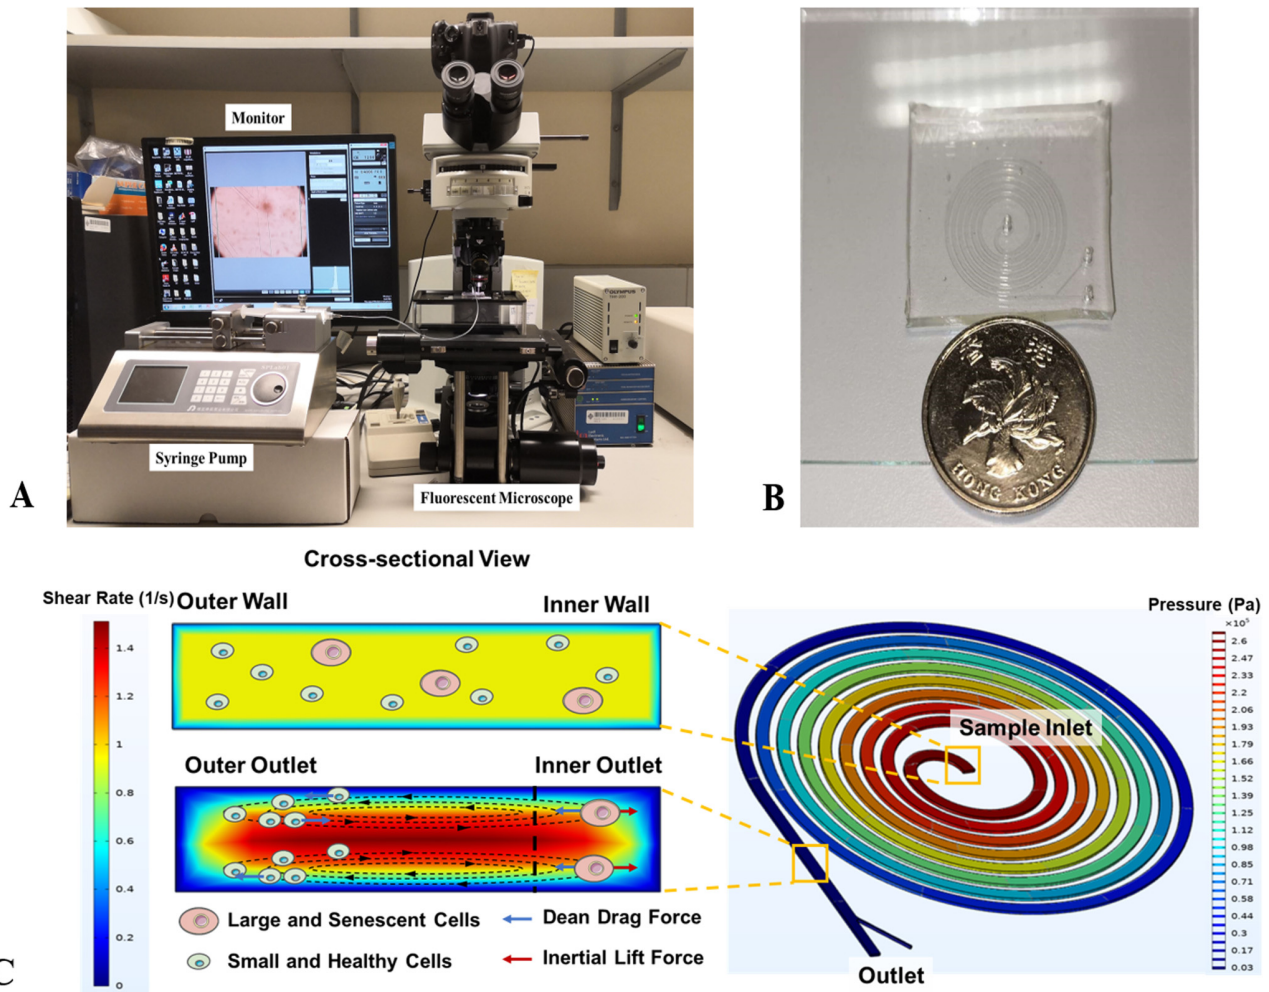 Monitor
OLYMPUS
Syringe Pump
Fluorescent Microscope
A
香 港
HONG KONG
B
Cross-sectional View
Shear Rate (1/s)
Outer Wall
Inner Wall
1.4
1.2
1
0.8
0.6
0.4
0.2
0
Outer Outlet
Inner Outlet
Large and Senescent Cells
Dean Drag Force
Small and Healthy Cells
Inertial Lift Force
C
Sample Inlet
Outlet
Pressure (Pa)
×10⁵
2.6
2.47
2.33
2.2
2.06
1.93
1.79
1.66
1.52
1.39
1.25
1.12
0.98
0.85
0.71
0.58
0.44
0.3
0.17
0.03